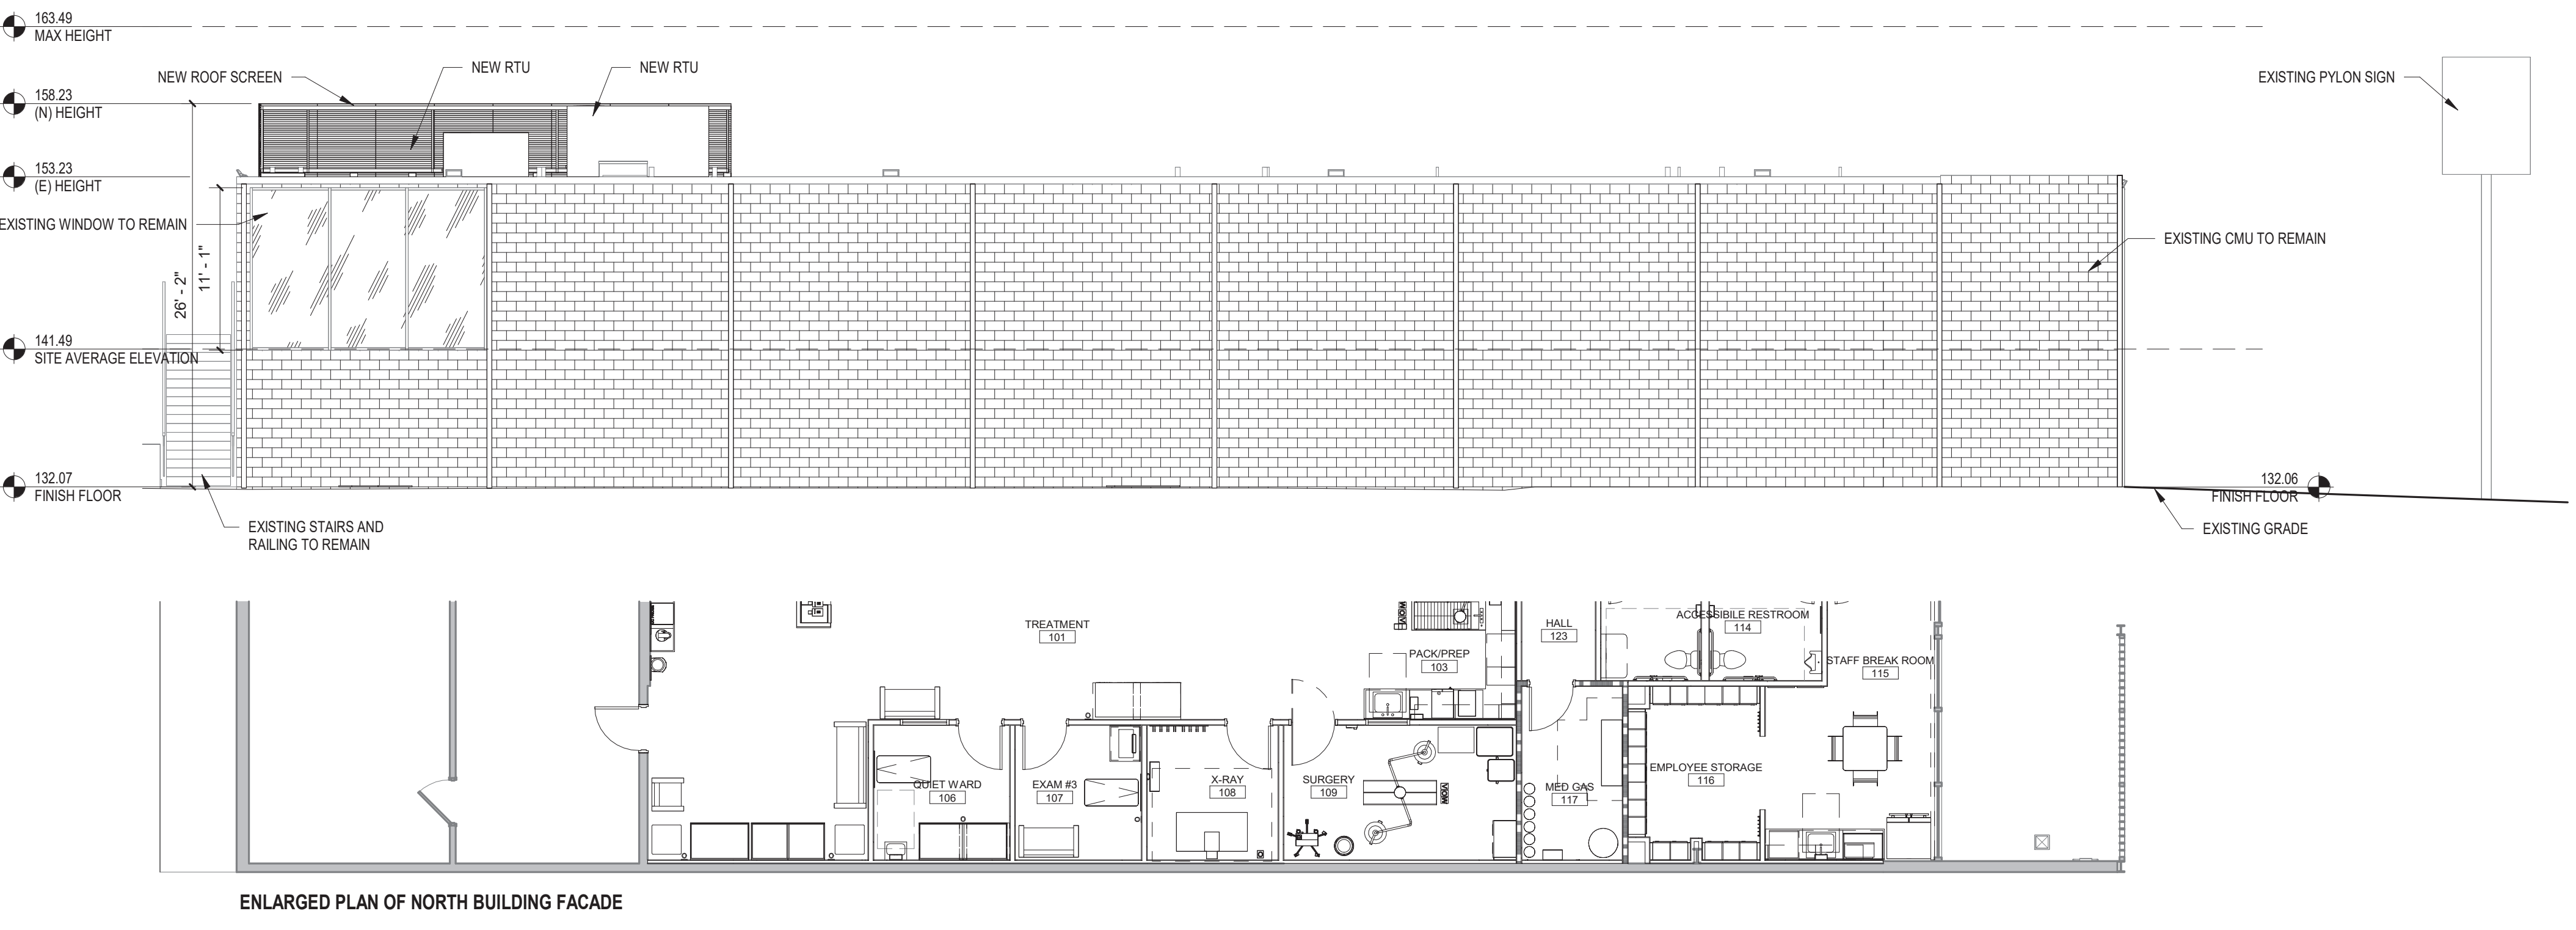 163.49
MAX HEIGHT
NEW ROOF SCREEN
NEW RTU
NEW RTU
EXISTING PYLON SIGN
158.23
(N) HEIGHT
153.23
(E) HEIGHT
EXISTING WINDOW TO REMAIN
26' - 2"
11' - 1"
EXISTING CMU TO REMAIN
141.49
SITE AVERAGE ELEVATION
132.07
FINISH FLOOR
132.06
FINISH FLOOR
EXISTING STAIRS AND
RAILING TO REMAIN
EXISTING GRADE
TREATMENT
101
PACK/PREP
103
HALL
123
ACCESSIBILE RESTROOM
114
STAFF BREAK ROOM
115
QUIET WARD
106
EXAM #3
107
X-RAY
108
SURGERY
109
MED GAS
117
EMPLOYEE STORAGE
116
ENLARGED PLAN OF NORTH BUILDING FACADE